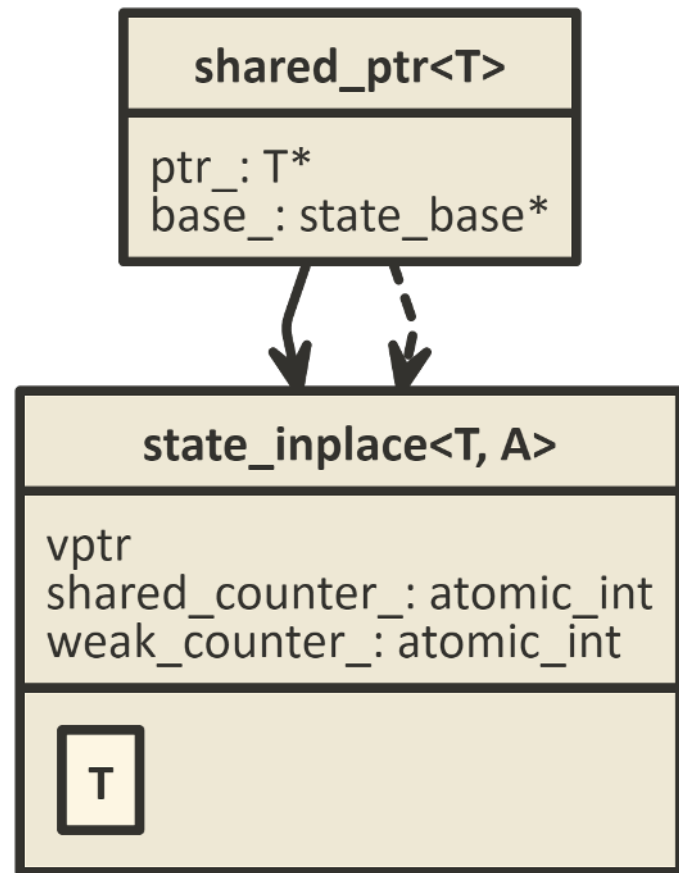 shared_ptr<T>
ptr_: T*
base_: state_base*
state_inplace<T, A>
vptr
shared_counter_: atomic_int
weak_counter_: atomic_int
T